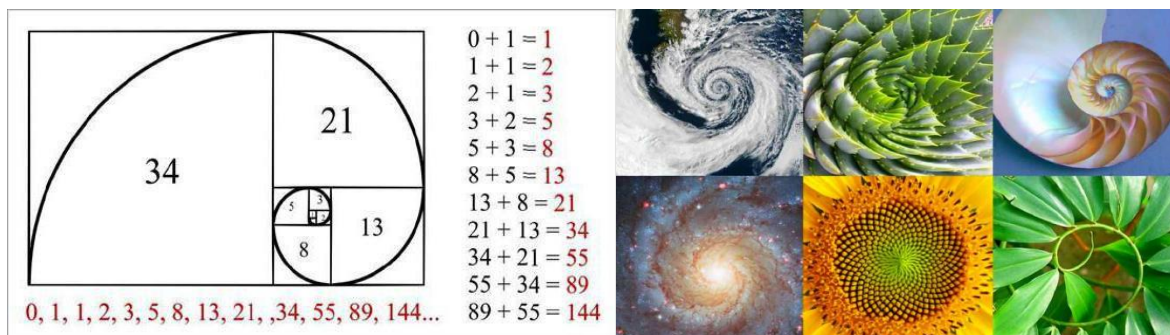 34
21
13
8
5
3
2
0, 1, 1, 2, 3, 5, 8, 13, 21, ,34, 55, 89, 144...
0 + 1 = 1
1 + 1 = 2
2 + 1 = 3
3 + 2 = 5
5 + 3 = 8
8 + 5 = 13
13 + 8 = 21
21 + 13 = 34
34 + 21 = 55
55 + 34 = 89
89 + 55 = 144